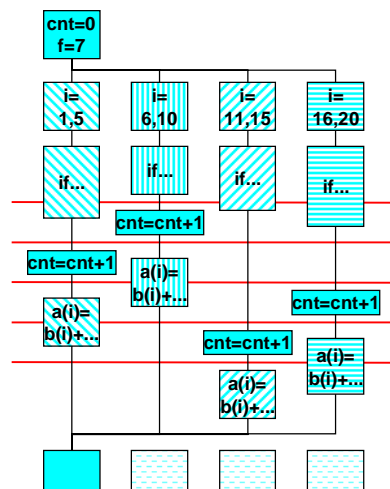 cnt=0
f=7
i=
1,5
i=
6,10
i=
11,15
i=
16,20
if...
if...
if...
if...
cnt=cnt+1
cnt=cnt+1
cnt=cnt+1
cnt=cnt+1
a(i)=
b(i)+...
a(i)=
b(i)+...
a(i)=
b(i)+...
a(i)=
b(i)+...